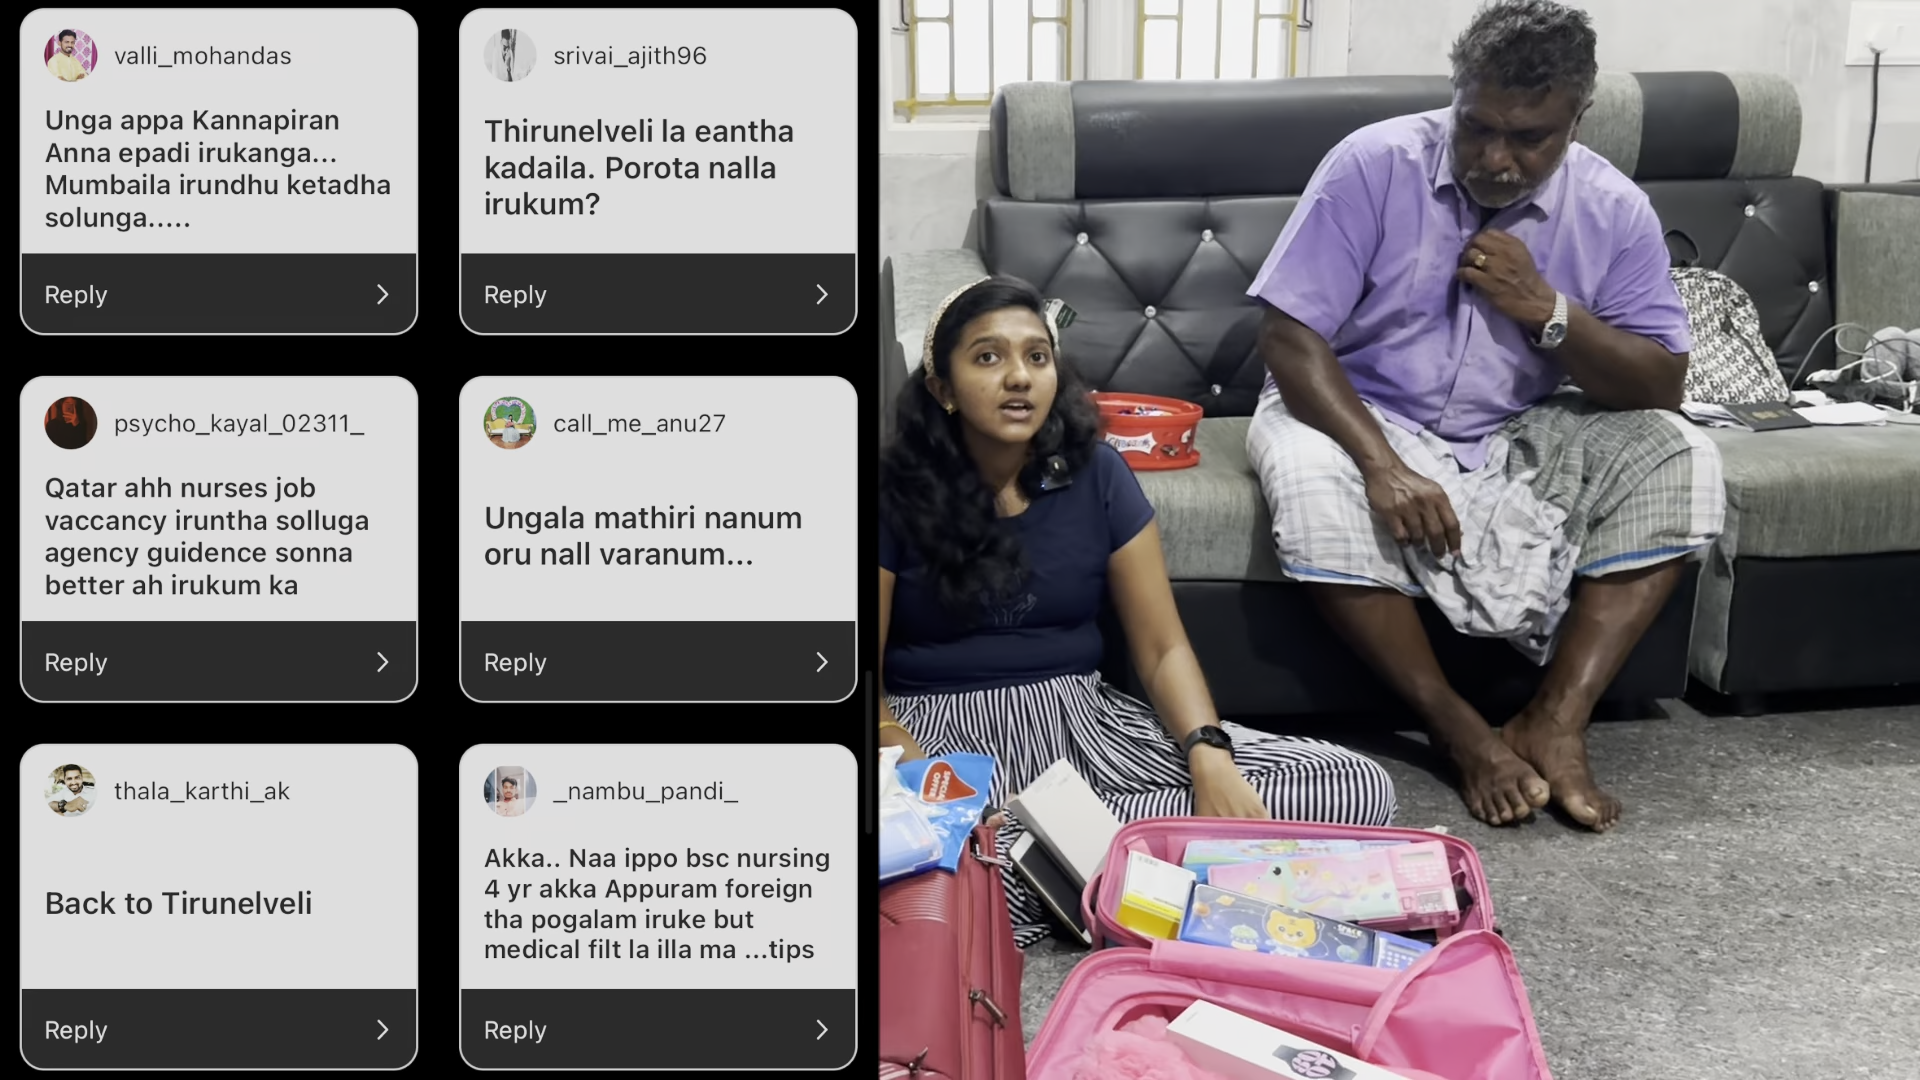 valli_mohandas
Unga appa Kannapiran
Anna epadi irukanga...
Mumbaila irundhu ketadha
solunga.....
Reply
srivai_ajith96
Thirunelveli la eantha
kadaila. Porota nalla
irukum?
Reply
psycho_kayal_02311_
Qatar ahh nurses job
vaccancy iruntha solluga
agency guidence sonna
better ah irukum ka
Reply
call_me_anu27
Ungala mathiri nanum
oru nall varanum...
Reply
thala_karthi_ak
Back to Tirunelveli
Reply
_nambu_pandi_
Akka.. Naa ippo bsc nursing
4 yr akka Appuram foreign
tha pogalam iruke but
medical filt la illa ma ...tips
Reply
SPECIAL
OFFER
SPACE